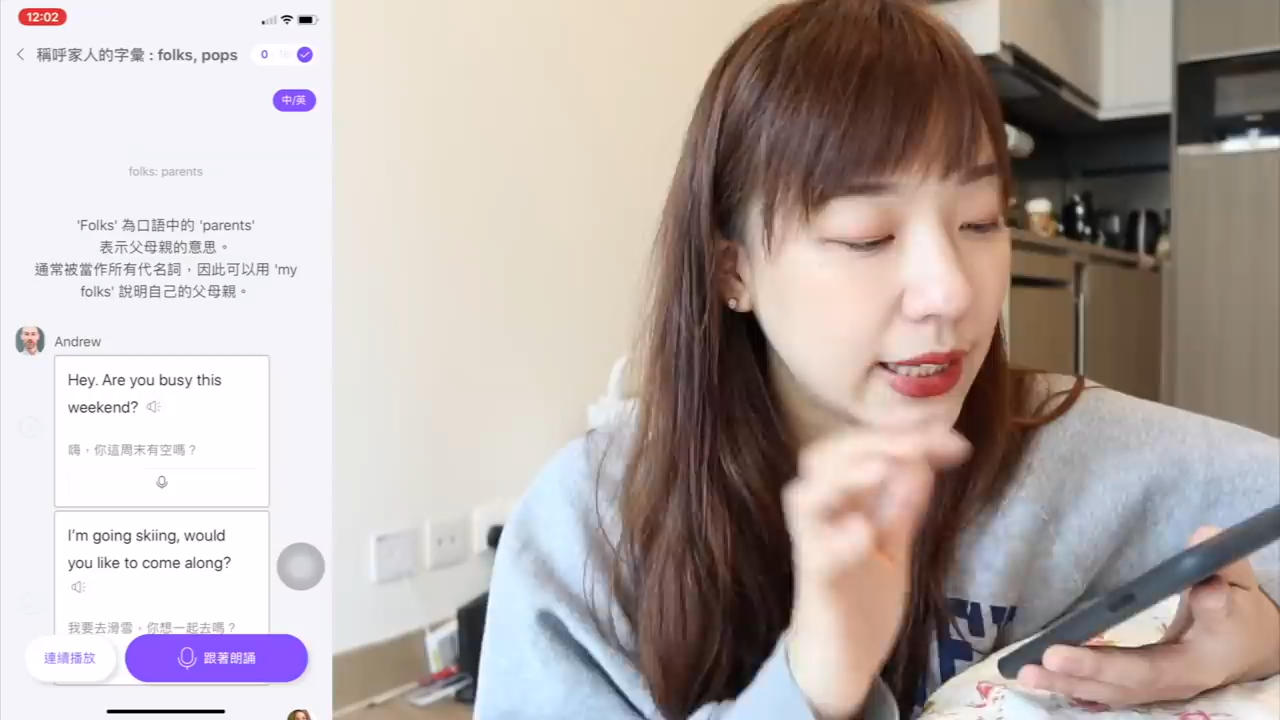 12:02
稱呼家人的字彙 : folks, pops
0
中/英
folks: parents
'Folks' 為口語中的 'parents'
表示父母親的意思。
通常被當作所有代名詞，因此可以用 'my
folks' 說明自己的父母親。
Andrew
Hey. Are you busy this
weekend?
嗨，你這周末有空嗎？
I'm going skiing, would
you like to come along?
我要去滑雪，你想一起去嗎？
連續播放
跟著朗誦